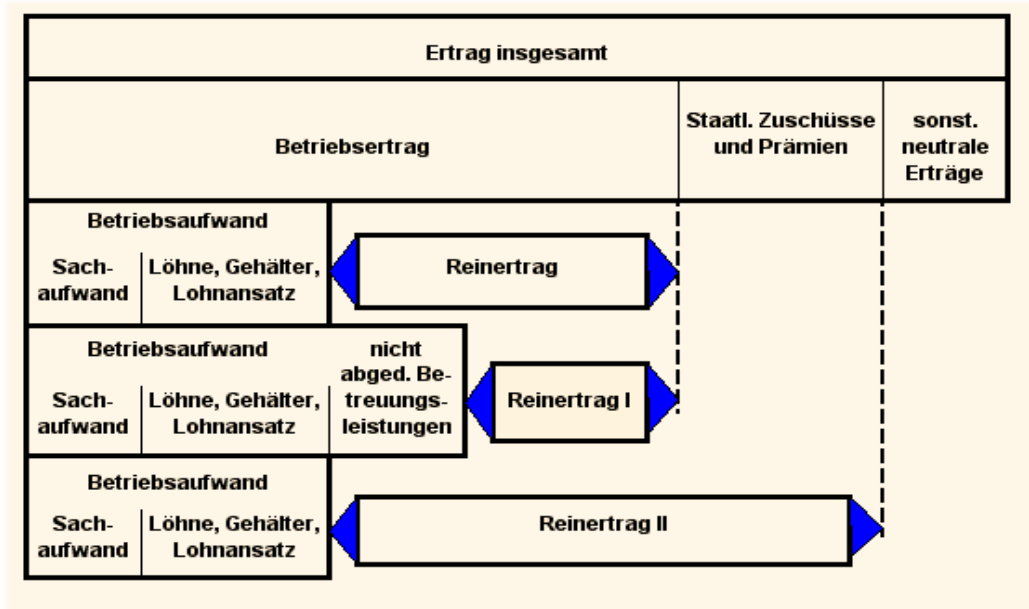 Ertrag insgesamt
Betriebsertrag
Staatl. Zuschüsse
und Prämien
sonst.
neutrale
Erträge
Betriebsaufwand
Sach-
aufwand
Löhne, Gehälter,
Lohnansatz
Reinertrag
Betriebsaufwand
Sach-
aufwand
Löhne, Gehälter,
Lohnansatz
nicht
abged. Be-
treuungs-
leistungen
Reinertrag I
Betriebsaufwand
Sach-
aufwand
Löhne, Gehälter,
Lohnansatz
Reinertrag II